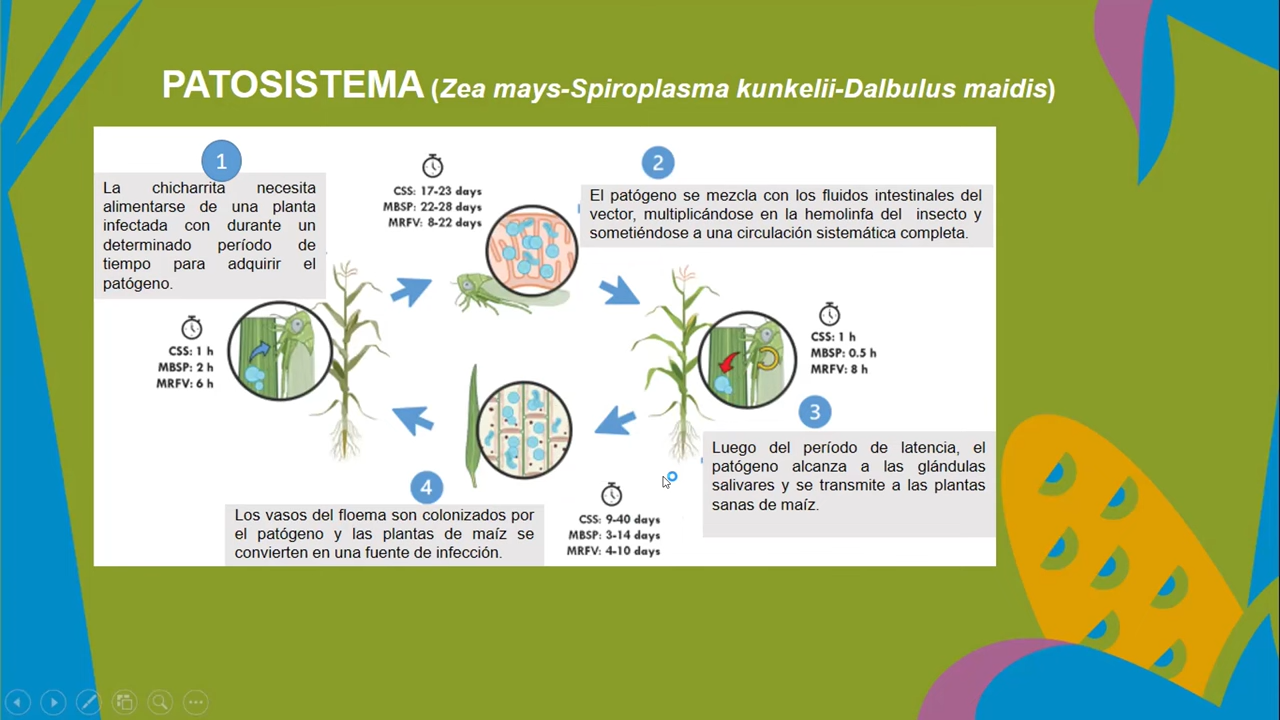 PATOSISTEMA (Zea mays-Spiroplasma kunkelii-Dalbulus maidis)
1
La chicharrita necesita
alimentarse de una planta
infectada con durante un
determinado período de
tiempo para adquirir el
patógeno.
CSS: 1 h
MBSP: 2 h
MRFV: 6 h
CSS: 17-23 days
MBSP: 22-28 days
MRFV: 8-22 days
2
El patógeno se mezcla con los fluidos intestinales del
vector, multiplicándose en la hemolinfa del insecto y
sometiéndose a una circulación sistemática completa.
CSS: 1 h
MBSP: 0.5 h
MRFV: 8 h
3
Luego del período de latencia, el
patógeno alcanza a las glándulas
salivares y se transmite a las plantas
sanas de maíz.
4
Los vasos del floema son colonizados por
el patógeno y las plantas de maíz se
convierten en una fuente de infección.
CSS: 9-40 days
MBSP: 3-14 days
MRFV: 4-10 days